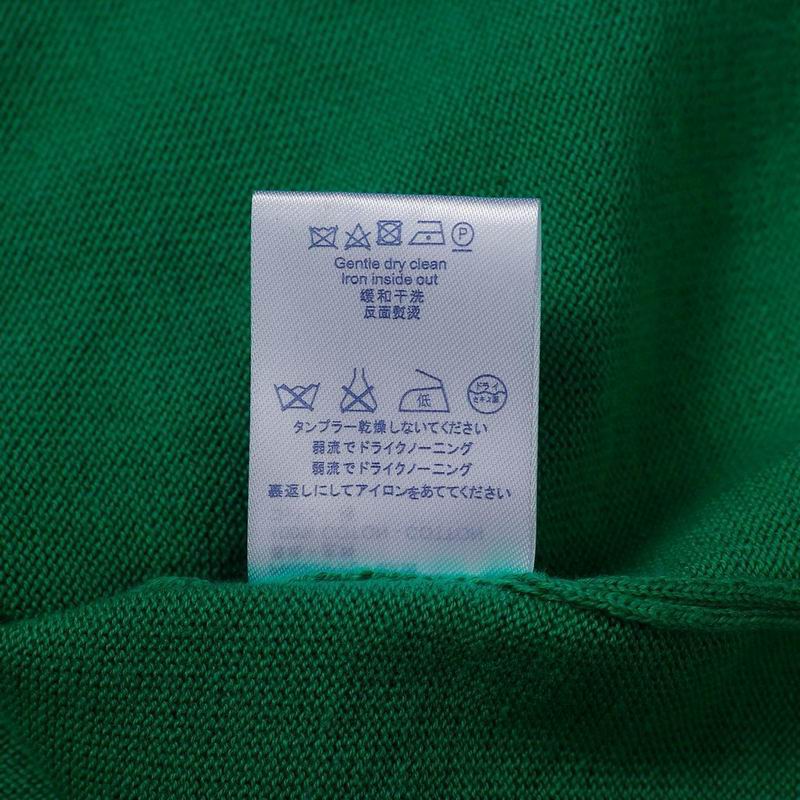 P
Gentle dry clean
Iron inside out
缓和干洗
反面熨烫
低
ドライ
セキユ系
タンブラー乾燥しないてください
弱流でドライクノーニング
弱流でドライクノーニング
裏返しにしてアイロンをあててください